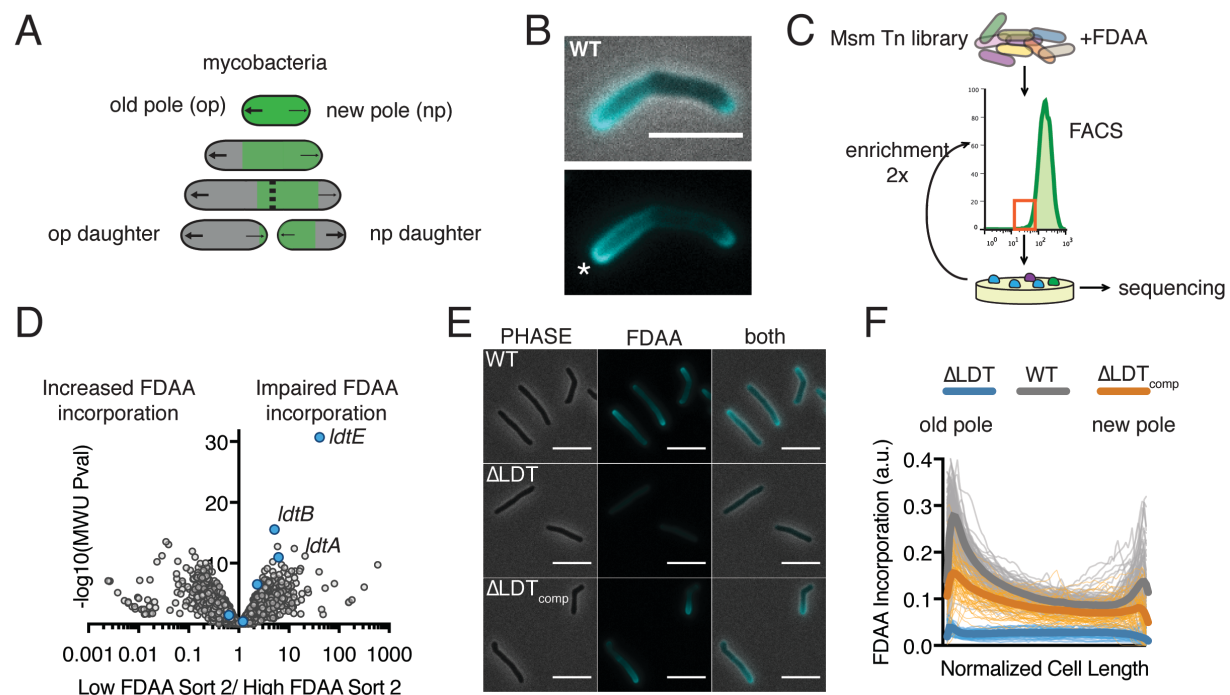 A
mycobacteria
old pole (op)
new pole (np)
op daughter
np daughter
B
WT
*
C
Msm Tn library
+FDAA
FACS
100
80
60
40
20
0
10⁰ 10¹ 10² 10³
enrichment
2x
sequencing
D
Increased FDAA
incorporation
Impaired FDAA
incorporation
-log10(MWU Pval)
30
20
10
ldtE
ldtB
ldtA
0.001 0.01 0.1 1 10 100 1000
Low FDAA Sort 2/ High FDAA Sort 2
E
PHASE FDAA both
WT
ΔLDT
ΔLDTcomp
F
ΔLDT WT ΔLDTcomp
old pole new pole
FDAA Incorporation (a.u.)
0.4
0.3
0.2
0.1
0.0
Normalized Cell Length